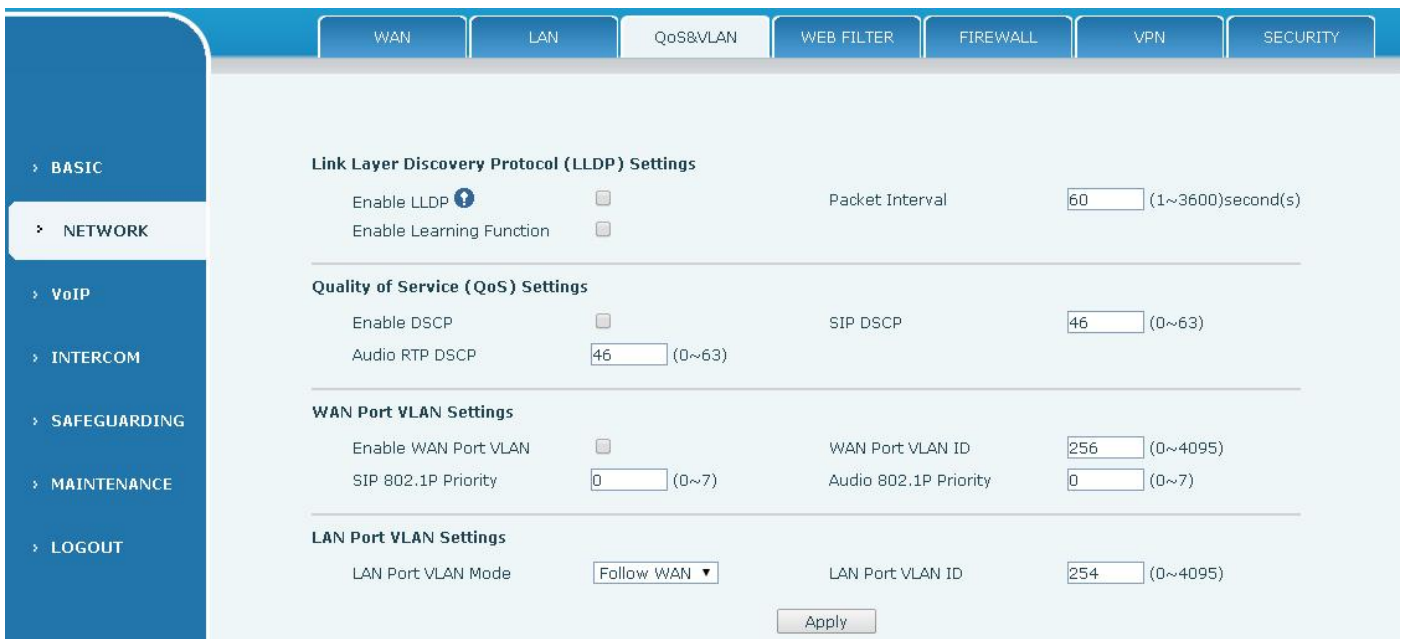 WAN LAN QoS&VLAN WEB FILTER FIREWALL VPN SECURITY
› BASIC
› NETWORK
› VoIP
› INTERCOM
› SAFEGUARDING
› MAINTENANCE
› LOGOUT
Link Layer Discovery Protocol (LLDP) Settings
Enable LLDP Packet Interval 60 (1~3600)second(s)
Enable Learning Function
Quality of Service (QoS) Settings
Enable DSCP SIP DSCP 46 (0~63)
Audio RTP DSCP 46 (0~63)
WAN Port VLAN Settings
Enable WAN Port VLAN WAN Port VLAN ID 256 (0~4095)
SIP 802.1P Priority 0 (0~7) Audio 802.1P Priority 0 (0~7)
LAN Port VLAN Settings
LAN Port VLAN Mode Follow WAN ▼ LAN Port VLAN ID 254 (0~4095)
Apply